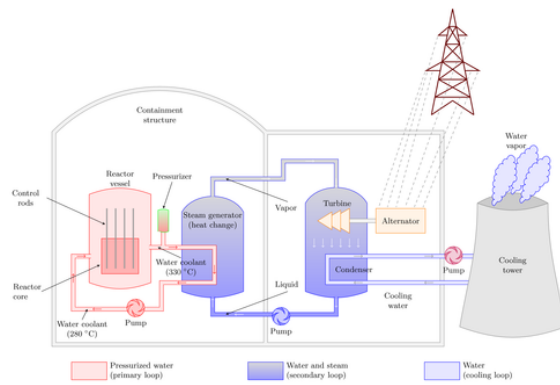 Containment
structure
Reactor
vessel
Pressurizer
Control
rods
Steam generator
(heat change)
Vapor
Turbine
Alternator
Water
vapor
Reactor
core
Water coolant
(330 °C)
Condenser
Pump
Cooling
tower
Liquid
Cooling
water
Water coolant
(280 °C)
Pump
Pump
Pressurized water
(primary loop)
Water and steam
(secondary loop)
Water
(cooling loop)